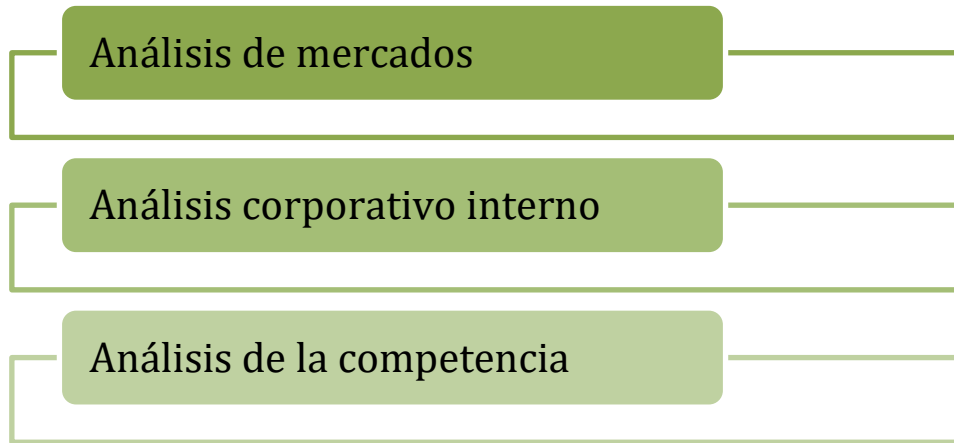 Análisis de mercados
Análisis corporativo interno
Análisis de la competencia